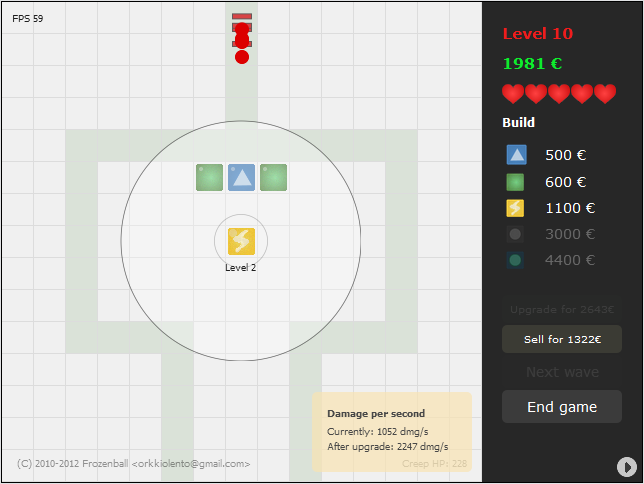 FPS 59
Level 10
1981 €
Build
500 €
600 €
1100 €
3000 €
4400 €
Level 2
Upgrade for 2643€
Sell for 1322€
Next wave
End game
Damage per second
Currently: 1052 dmg/s
After upgrade: 2247 dmg/s
(C) 2010-2012 Frozenball <orkkiolento@gmail.com>
Creep HP: 228